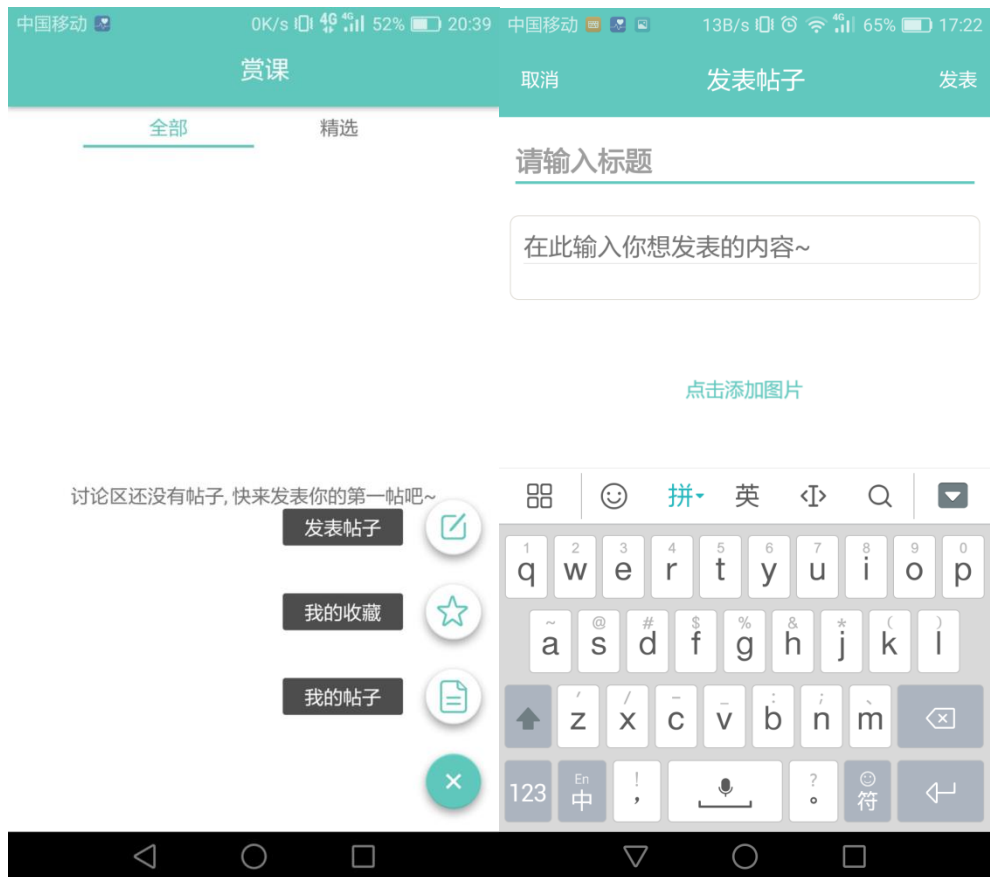 中国移动 0K/s 4G 4G 52% 20:39
赏课
全部 精选
讨论区还没有帖子,快来发表你的第一帖吧~
发表帖子
我的收藏
我的帖子
中国移动 13B/s 4G 65% 17:22
取消 发表帖子 发表
请输入标题
在此输入你想发表的内容~
点击添加图片
拼 英
1 2 3 4 5 6 7 8 9 0
q w e r t y u i o p
~ @ # $ % & * ( )
a s d f g h j k l
' / - _ : ; 、
z x c v b n m
En ! ?
123 中 , 。 符